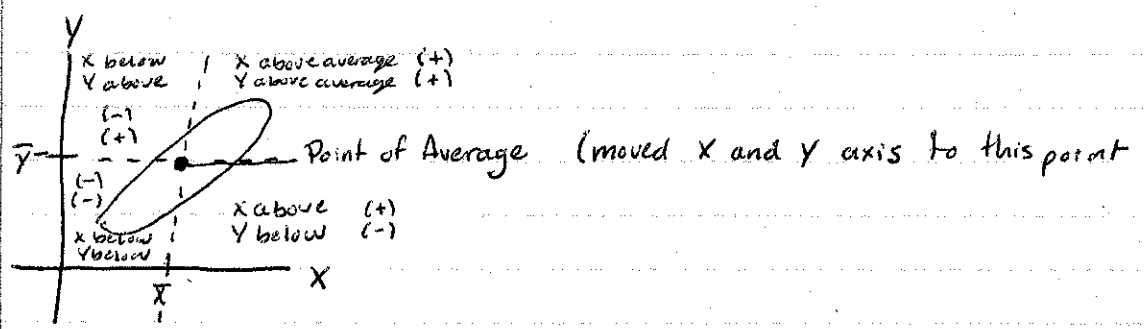 Y
X below
Y above
X above average (+)
Y above average (+)
(-)
(+)
ȳ
Point of Average (moved X and Y axis to this point
(-)
(-)
X above (+)
Y below (-)
X below
Y below
X
x̄